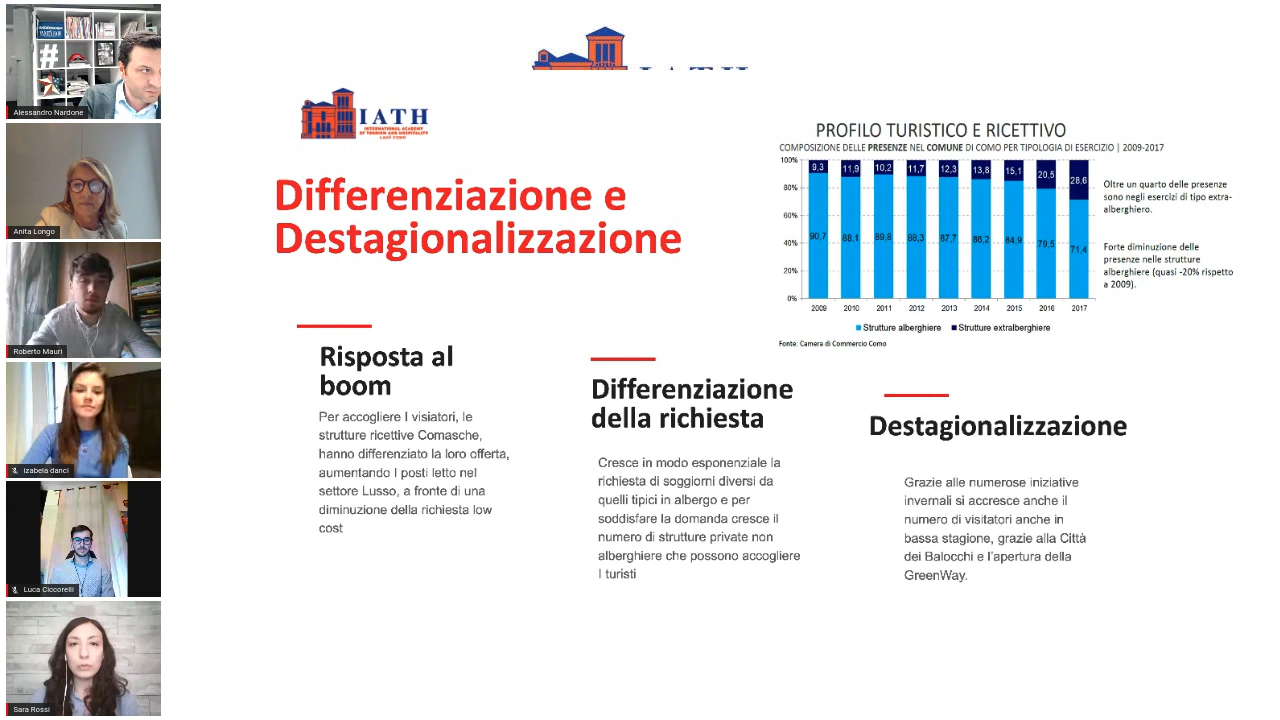 #
Alessandro Nardone
Anita Longo
Roberto Mauri
izabela danci
Luca Ciccorelli
Sara Rossi
IATH
IATH
INTERNATIONAL ACADEMY
OF TOURISM AND HOSPITALITY
LAKE COMO
Differenziazione e
Destagionalizzazione
PROFILO TURISTICO E RICETTIVO
COMPOSIZIONE DELLE PRESENZE NEL COMUNE DI COMO PER TIPOLOGIA DI ESERCIZIO | 2009-2017
100%
80%
60%
40%
20%
0%
9,3 11,9 10,2 11,7 12,3 13,8 15,1 20,5 28,6
90,7 88,1 89,8 88,3 87,7 86,2 84,9 79,5 71,4
2009 2010 2011 2012 2013 2014 2015 2016 2017
Strutture alberghiere Strutture extralberghiere
Fonte: Camera di Commercio Como
Oltre un quarto delle presenze
sono negli esercizi di tipo extra-
alberghiero.
Forte diminuzione delle
presenze nelle strutture
alberghiere (quasi -20% rispetto
a 2009).
Risposta al
boom
Per accogliere I visiatori, le
strutture ricettive Comasche,
hanno differenziato la loro offerta,
aumentando I posti letto nel
settore Lusso, a fronte di una
diminuzione della richiesta low
cost
Differenziazione
della richiesta
Cresce in modo esponenziale la
richiesta di soggiorni diversi da
quelli tipici in albergo e per
soddisfare la domanda cresce il
numero di strutture private non
alberghiere che possono accogliere
I turisti
Destagionalizzazione
Grazie alle numerose iniziative
invernali si accresce anche il
numero di visitatori anche in
bassa stagione, grazie alla Città
dei Balocchi e l'apertura della
GreenWay.